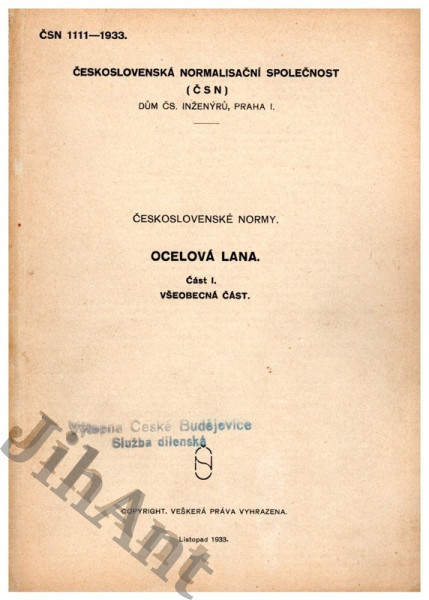 ČSN 1111—1933.
ČESKOSLOVENSKÁ NORMALISAČNÍ SPOLEČNOST
(ČSN)
DŮM ČS. INŽENÝRŮ, PRAHA I.
ČESKOSLOVENSKÉ NORMY.
OCELOVÁ LANA.
Část I.
VŠEOBECNÁ ČÁST.
Výtopna České Budějovice
Služba dílenská
COPYRIGHT. VEŠKERÁ PRÁVA VYHRAZENA.
Listopad 1933.
JihAnt